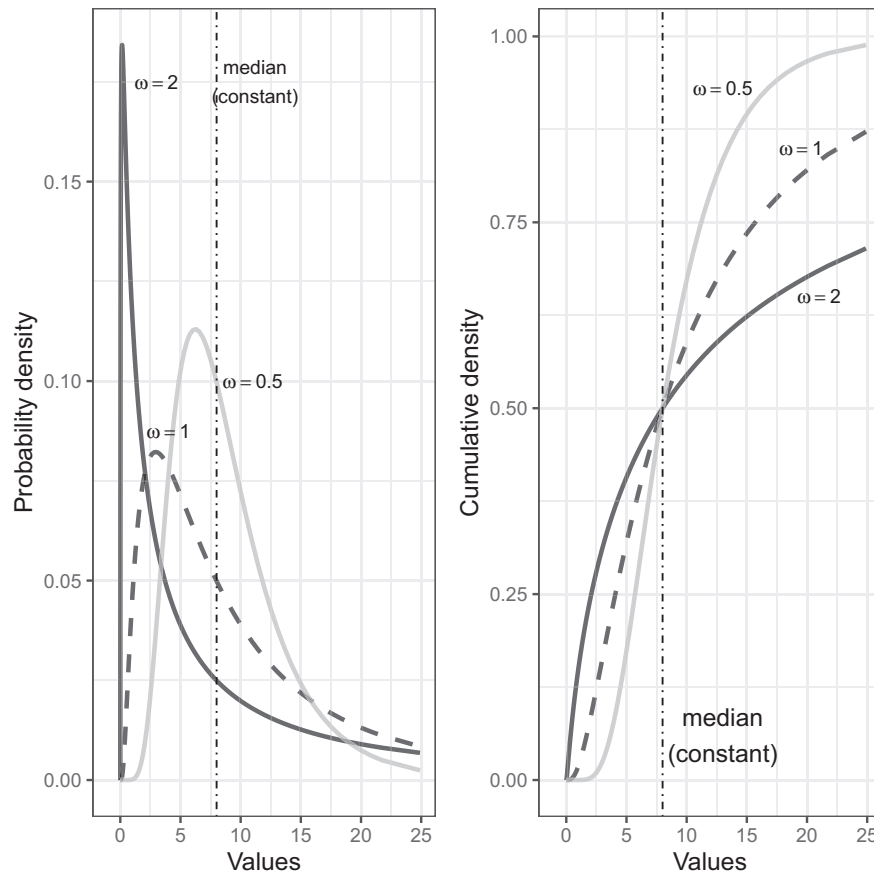 ω = 2
median
(constant)
ω = 0.5
ω = 1
0.15
0.10
0.05
0.00
Probability density
0 5 10 15 20 25
Values
1.00
0.75
0.50
0.25
0.00
Cumulative density
ω = 0.5
ω = 1
ω = 2
median
(constant)
0 5 10 15 20 25
Values